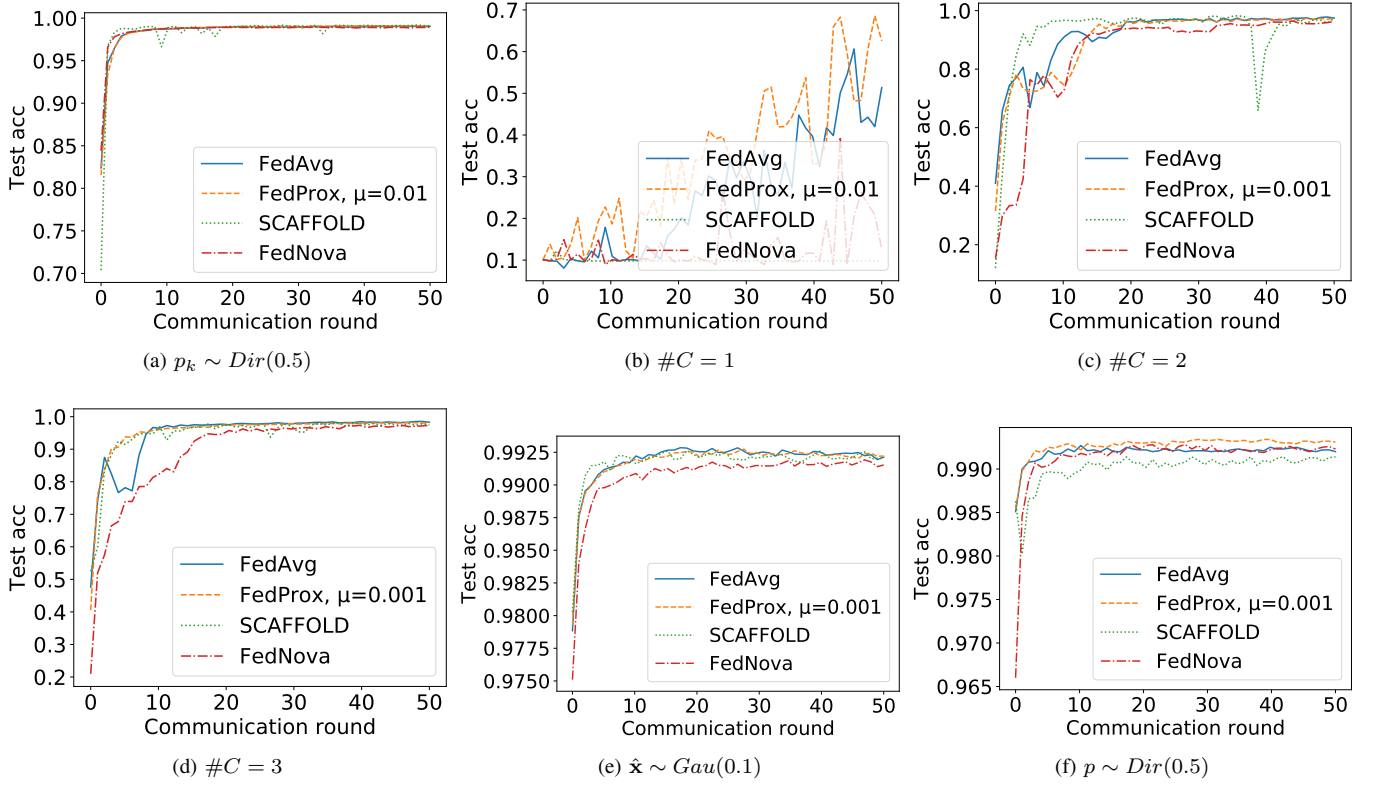 1.00
0.95
0.90
0.85
0.80
0.75
0.70
Test acc
FedAvg
FedProx, μ=0.01
SCAFFOLD
FedNova
0 10 20 30 40 50
Communication round
(a) p_k ∼ Dir(0.5)
0.7
0.6
0.5
0.4
0.3
0.2
0.1
Test acc
FedAvg
FedProx, μ=0.01
SCAFFOLD
FedNova
0 10 20 30 40 50
Communication round
(b) #C = 1
1.0
0.8
0.6
0.4
0.2
Test acc
FedAvg
FedProx, μ=0.001
SCAFFOLD
FedNova
0 10 20 30 40 50
Communication round
(c) #C = 2
1.0
0.9
0.8
0.7
0.6
0.5
0.4
0.3
0.2
Test acc
FedAvg
FedProx, μ=0.001
SCAFFOLD
FedNova
0 10 20 30 40 50
Communication round
(d) #C = 3
0.9925
0.9900
0.9875
0.9850
0.9825
0.9800
0.9775
0.9750
Test acc
FedAvg
FedProx, μ=0.001
SCAFFOLD
FedNova
0 10 20 30 40 50
Communication round
(e) x̂ ∼ Gau(0.1)
0.990
0.985
0.980
0.975
0.970
0.965
Test acc
FedAvg
FedProx, μ=0.001
SCAFFOLD
FedNova
0 10 20 30 40 50
Communication round
(f) p ∼ Dir(0.5)